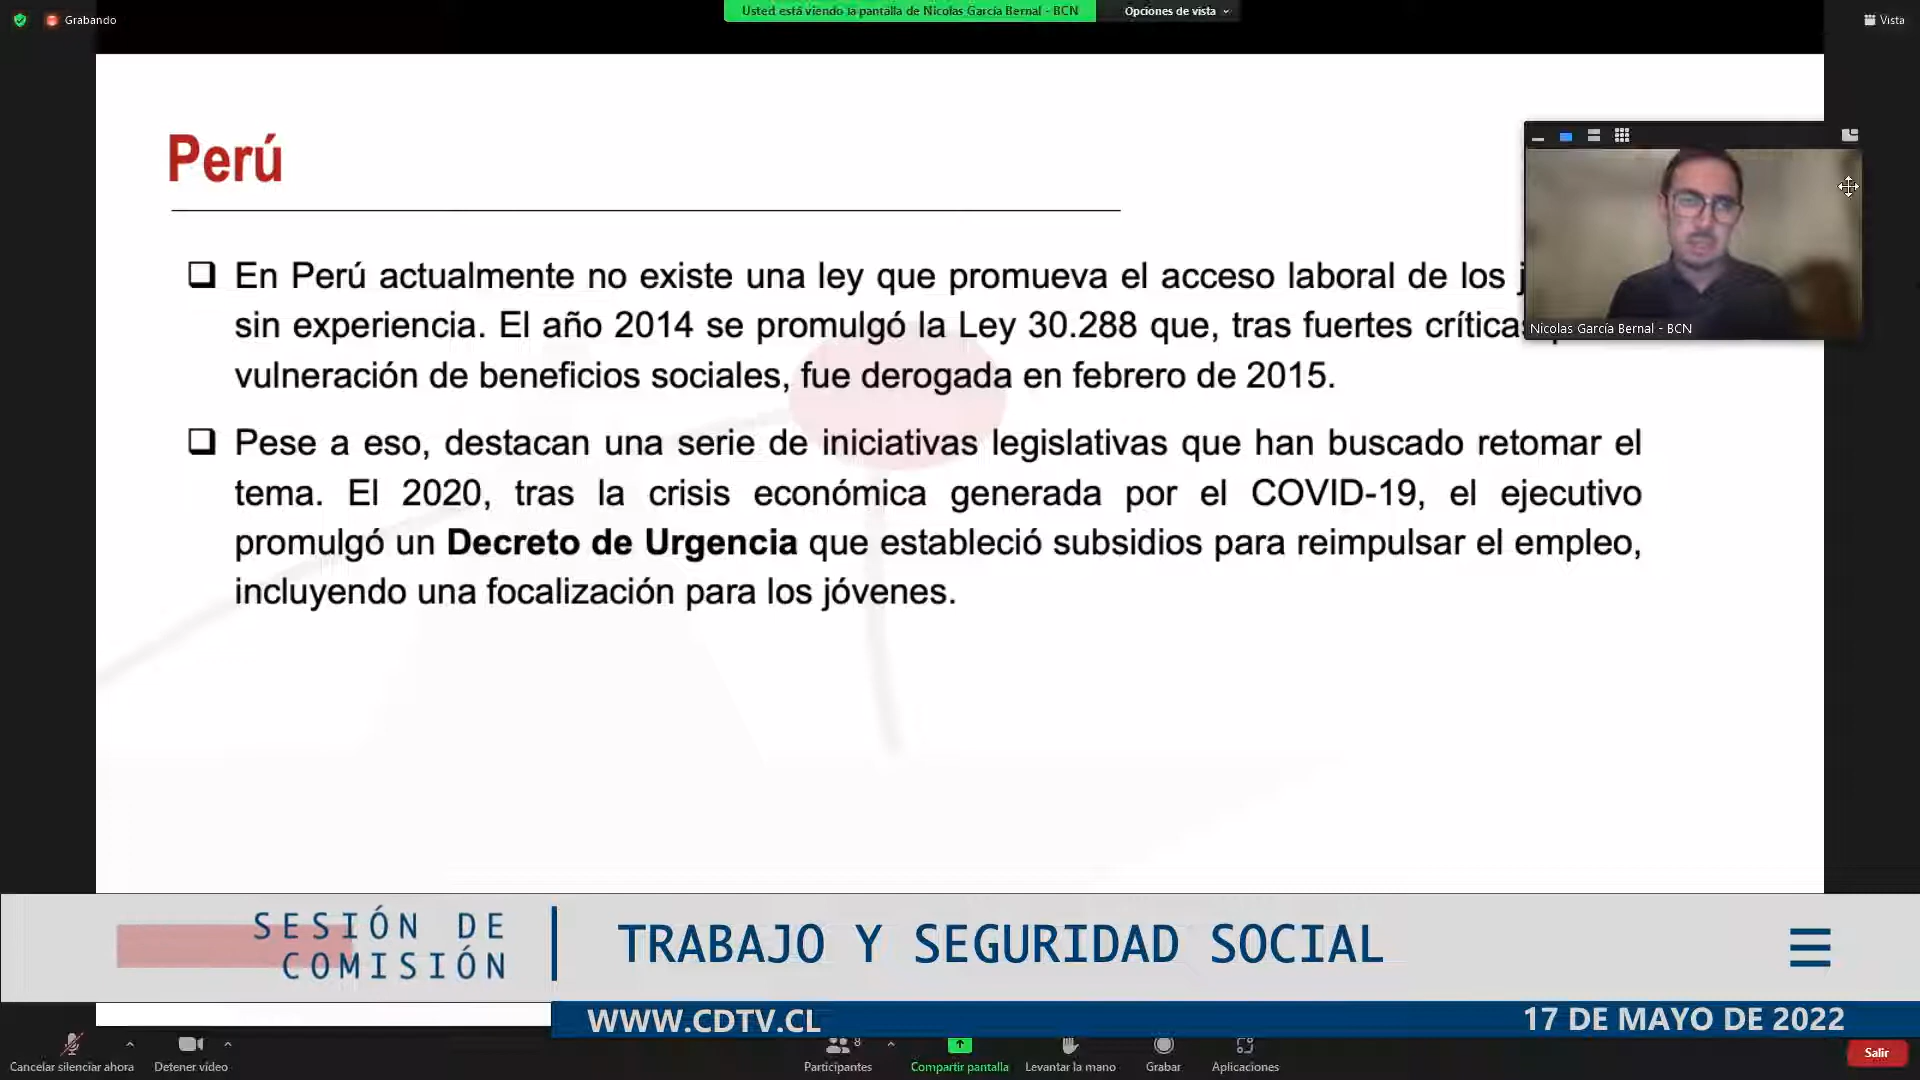 Grabando
Usted está viendo la pantalla de Nicolas García Bernal - BCN
Opciones de vista
Vista
Perú
En Perú actualmente no existe una ley que promueva el acceso laboral de los
sin experiencia. El año 2014 se promulgó la Ley 30.288 que, tras fuertes críticas
vulneración de beneficios sociales, fue derogada en febrero de 2015.
Nicolas García Bernal - BCN
Pese a eso, destacan una serie de iniciativas legislativas que han buscado retomar el
tema. El 2020, tras la crisis económica generada por el COVID-19, el ejecutivo
promulgó un Decreto de Urgencia que estableció subsidios para reimpulsar el empleo,
incluyendo una focalización para los jóvenes.
SESIÓN DE
COMISIÓN
TRABAJO Y SEGURIDAD SOCIAL
WWW.CDTV.CL
17 DE MAYO DE 2022
Cancelar silenciar ahora
Detener video
8
Participantes
Compartir pantalla
Levantar la mano
Grabar
Aplicaciones
Salir